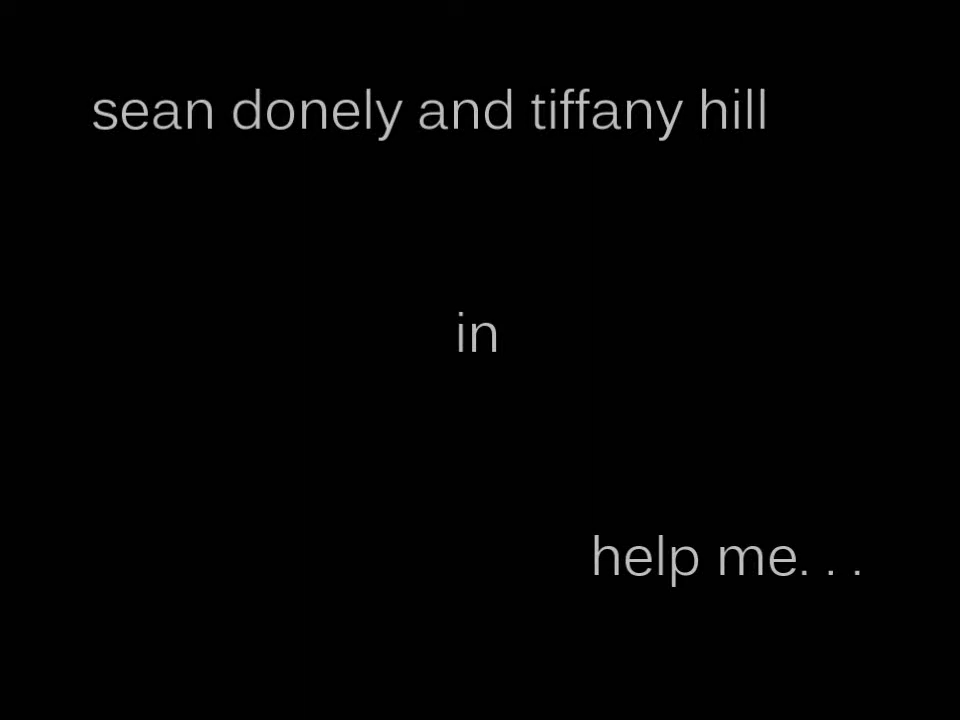 sean donely and tiffany hill
in
help me. . .